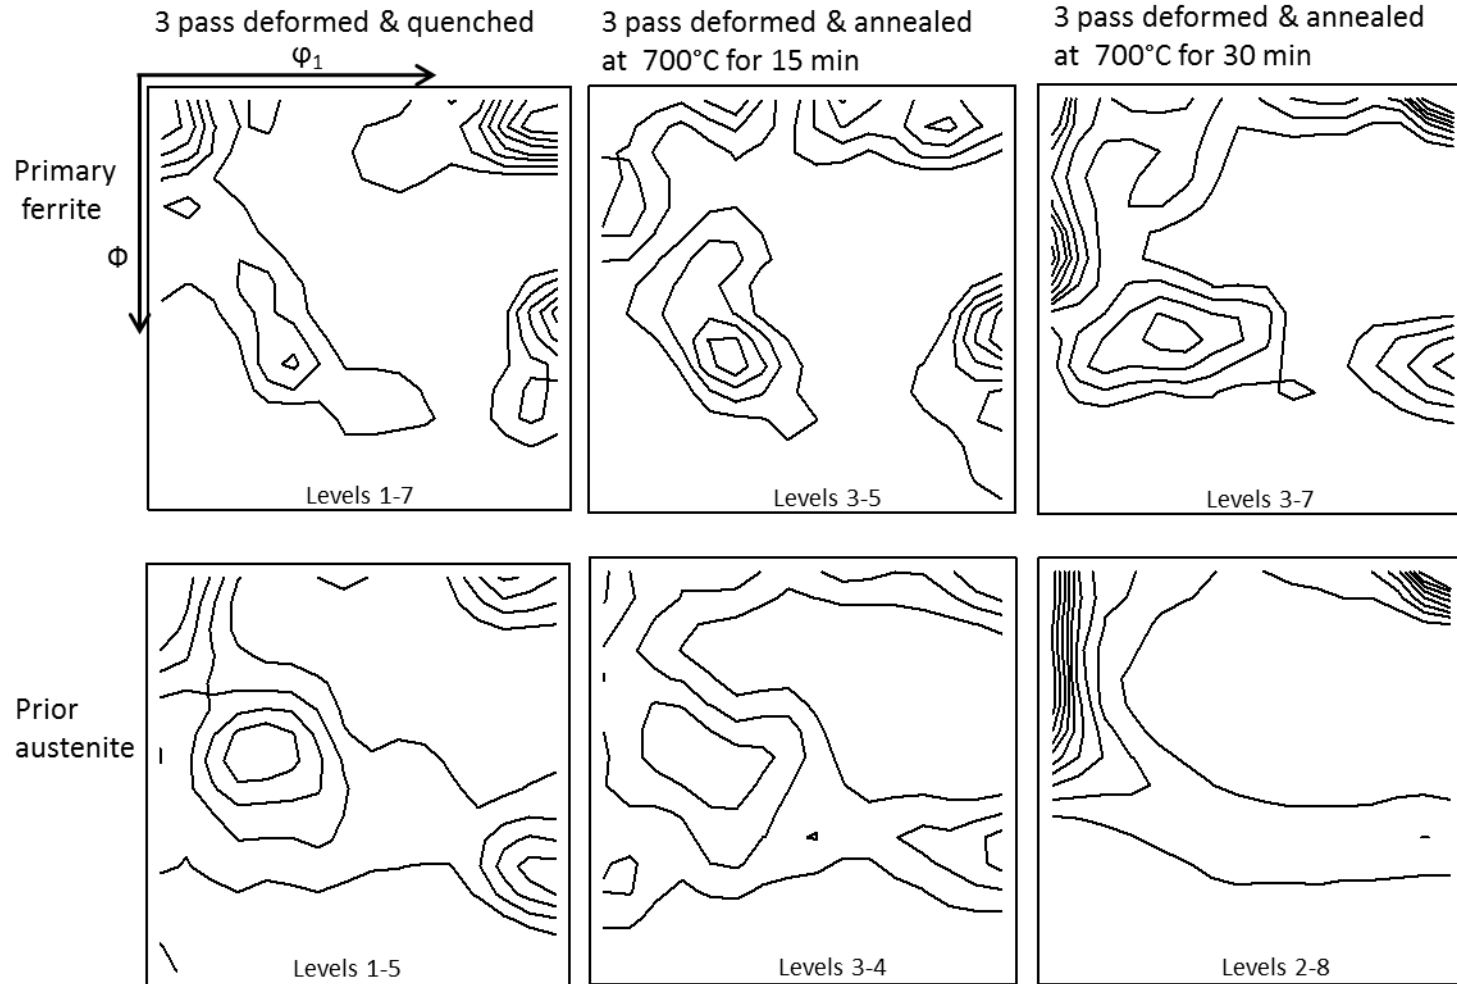 3 pass deformed & quenched
φ1
3 pass deformed & annealed
at 700°C for 15 min
3 pass deformed & annealed
at 700°C for 30 min
Primary
ferrite
Φ
Levels 1-7
Levels 3-5
Levels 3-7
Prior
austenite
Levels 1-5
Levels 3-4
Levels 2-8